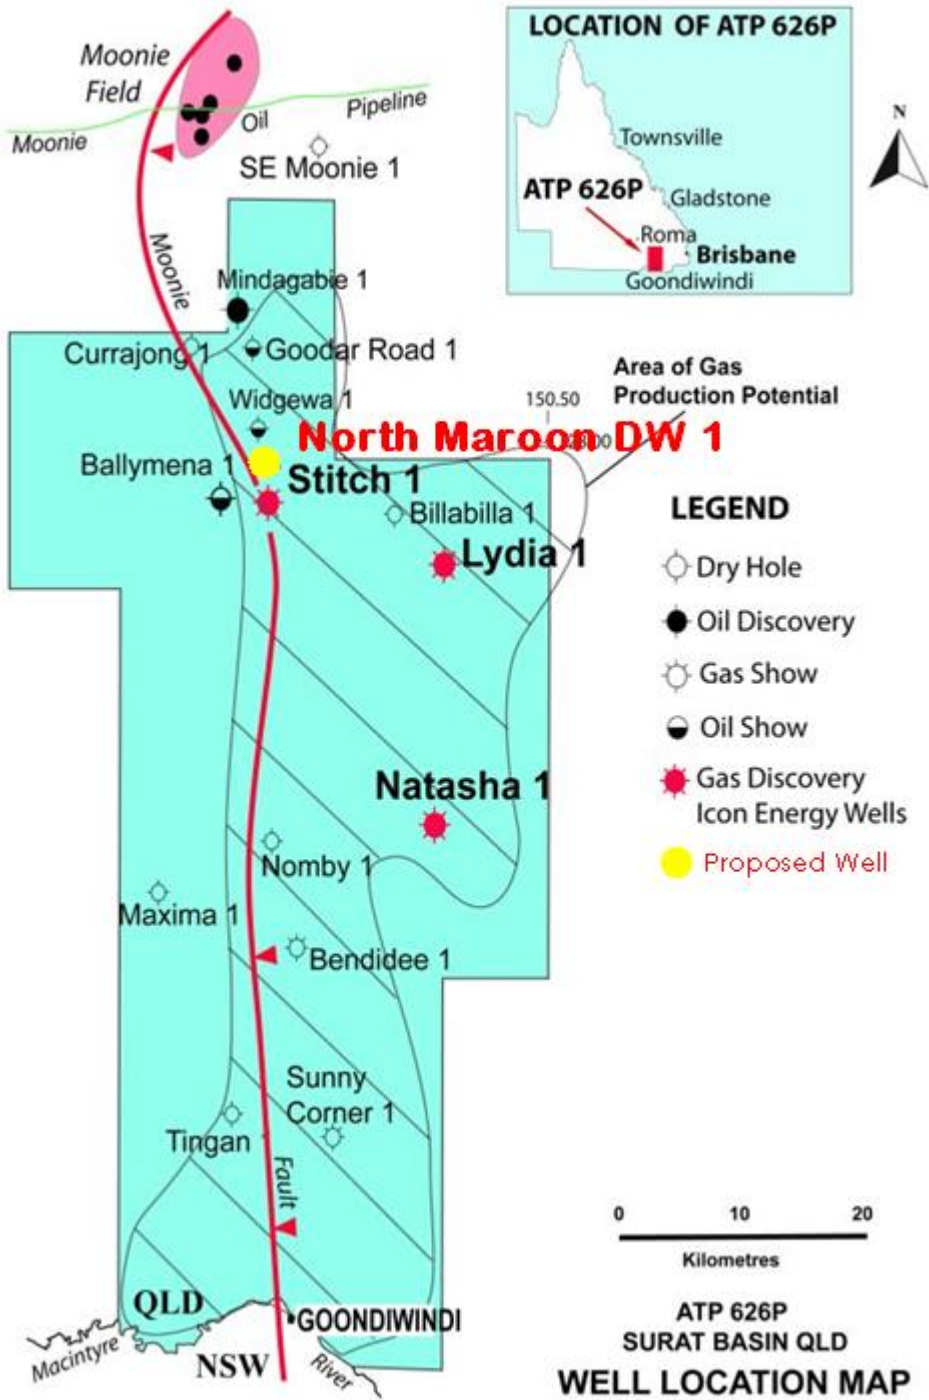 LOCATION OF ATP 626P
Townsville
ATP 626P
Gladstone
Roma
Brisbane
Goondiwindi
N
Moonie
Field
Pipeline
Oil
Moonie
SE Moonie 1
Moonie
Mindagabie 1
Currajong 1
Goodar Road 1
Area of Gas
Production Potential
Widgewa 1
150.50
North Maroon DW 1
Ballymena 1
Stitch 1
Billabilla 1
Lydia 1
LEGEND
Dry Hole
Oil Discovery
Gas Show
Oil Show
Gas Discovery
Icon Energy Wells
Proposed Well
Natasha 1
Nomby 1
Maxima 1
Bendidee 1
Sunny
Corner 1
Tingan 1
Fault
0 10 20
Kilometres
QLD
GOONDIWINDI
Macintyre
NSW
River
ATP 626P
SURAT BASIN QLD
WELL LOCATION MAP